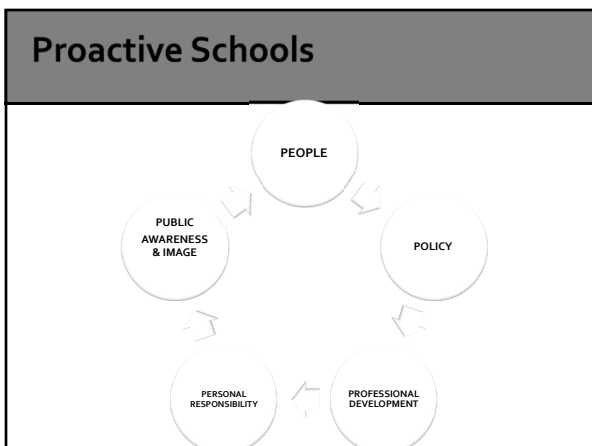 Proactive Schools
PEOPLE
POLICY
PROFESSIONAL
DEVELOPMENT
PERSONAL
RESPONSIBILITY
PUBLIC
AWARENESS
& IMAGE